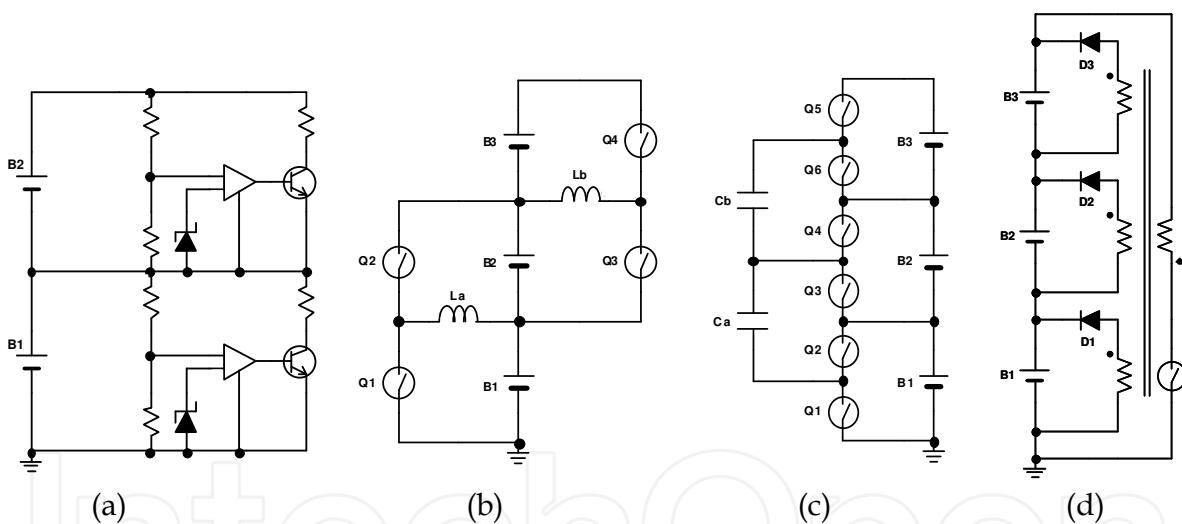 B2
B1
(a)
B3
Q4
Lb
Q2
B2
Q3
La
Q1
B1
(b)
Q5
B3
Q6
Cb
Q4
B2
Q3
Ca
Q2
B1
Q1
(c)
D3
B3
D2
B2
D1
B1
(d)
IntechOpen